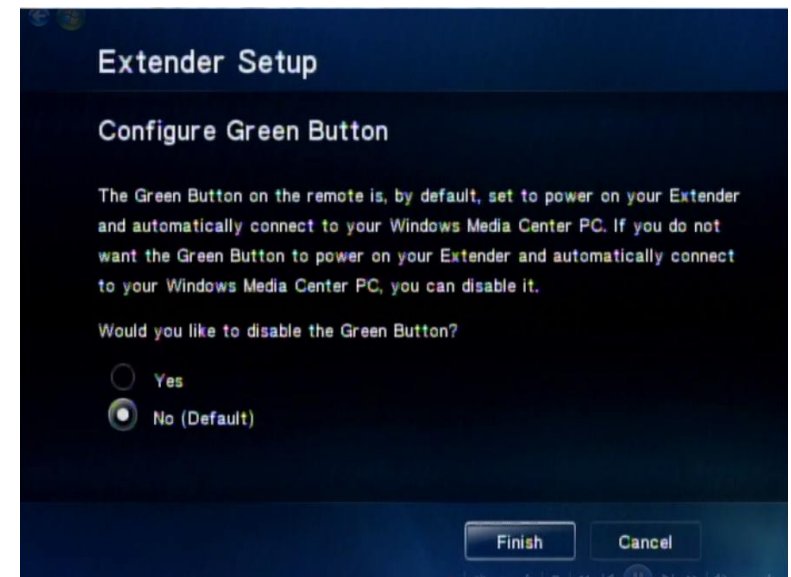 Extender Setup
Configure Green Button
The Green Button on the remote is, by default, set to power on your Extender
and automatically connect to your Windows Media Center PC. If you do not
want the Green Button to power on your Extender and automatically connect
to your Windows Media Center PC, you can disable it.
Would you like to disable the Green Button?
Yes
No (Default)
Finish
Cancel